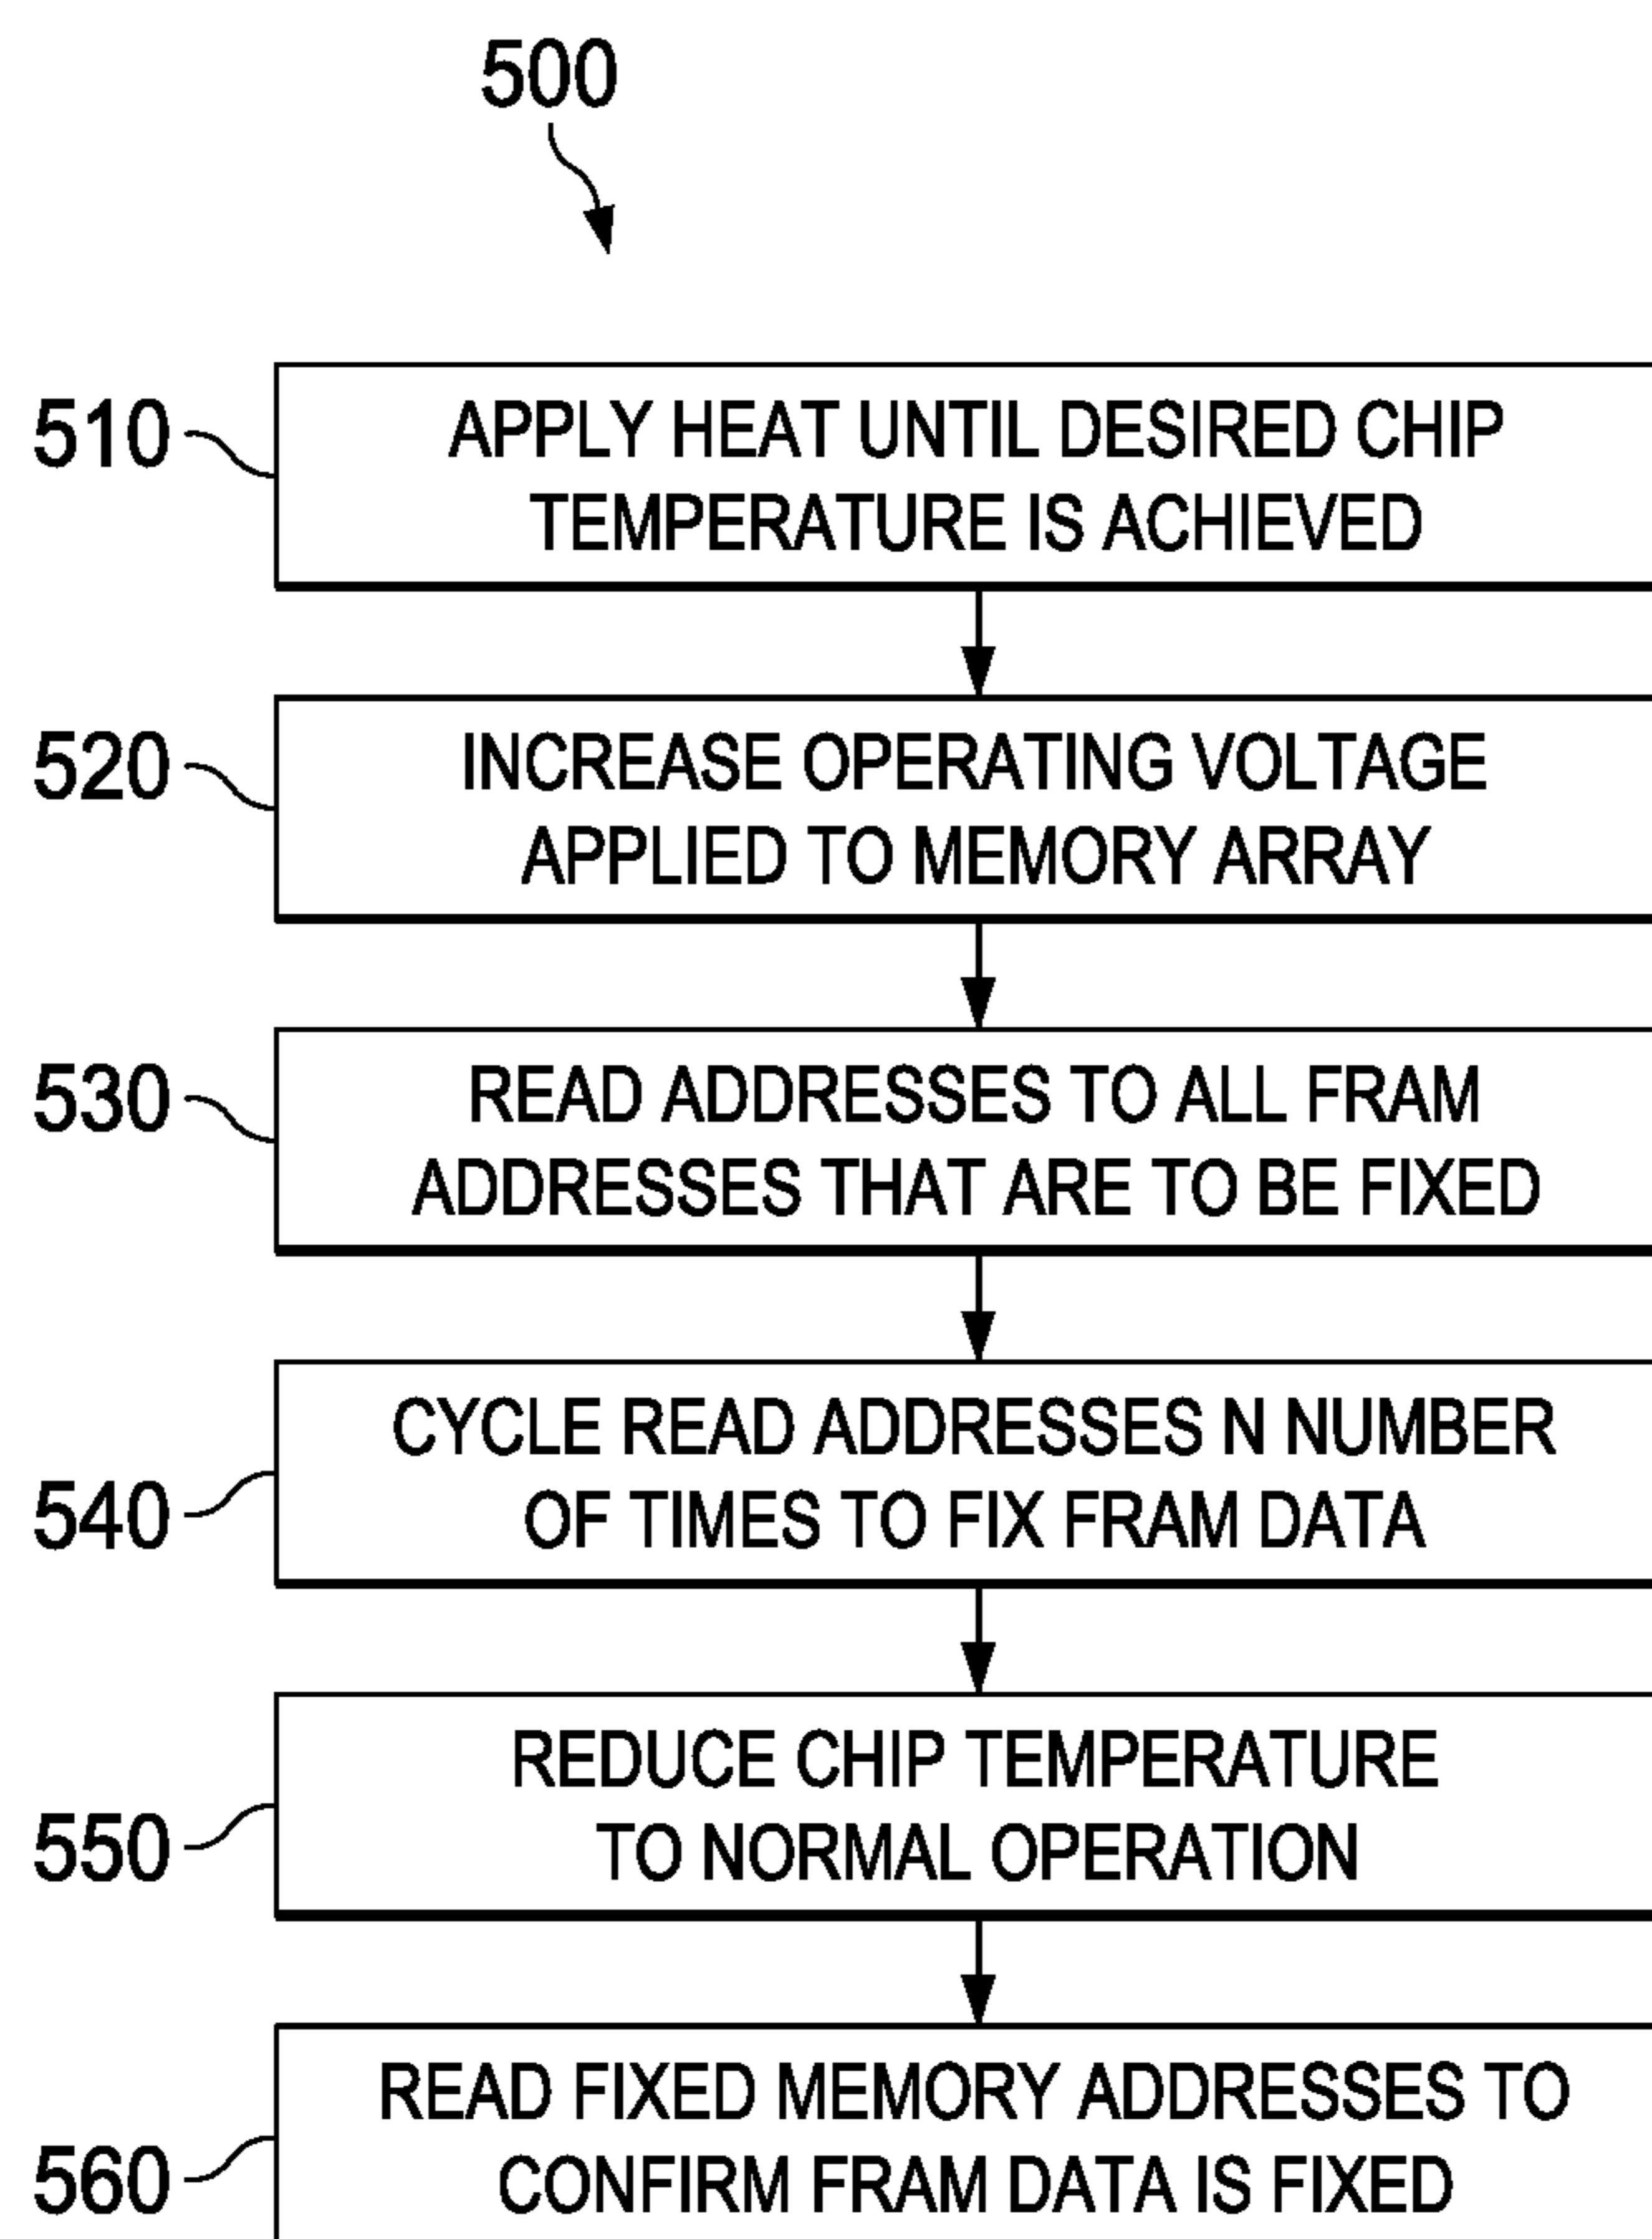 500
510
APPLY HEAT UNTIL DESIRED CHIP
TEMPERATURE IS ACHIEVED
520
INCREASE OPERATING VOLTAGE
APPLIED TO MEMORY ARRAY
530
READ ADDRESSES TO ALL FRAM
ADDRESSES THAT ARE TO BE FIXED
540
CYCLE READ ADDRESSES N NUMBER
OF TIMES TO FIX FRAM DATA
550
REDUCE CHIP TEMPERATURE
TO NORMAL OPERATION
560
READ FIXED MEMORY ADDRESSES TO
CONFIRM FRAM DATA IS FIXED